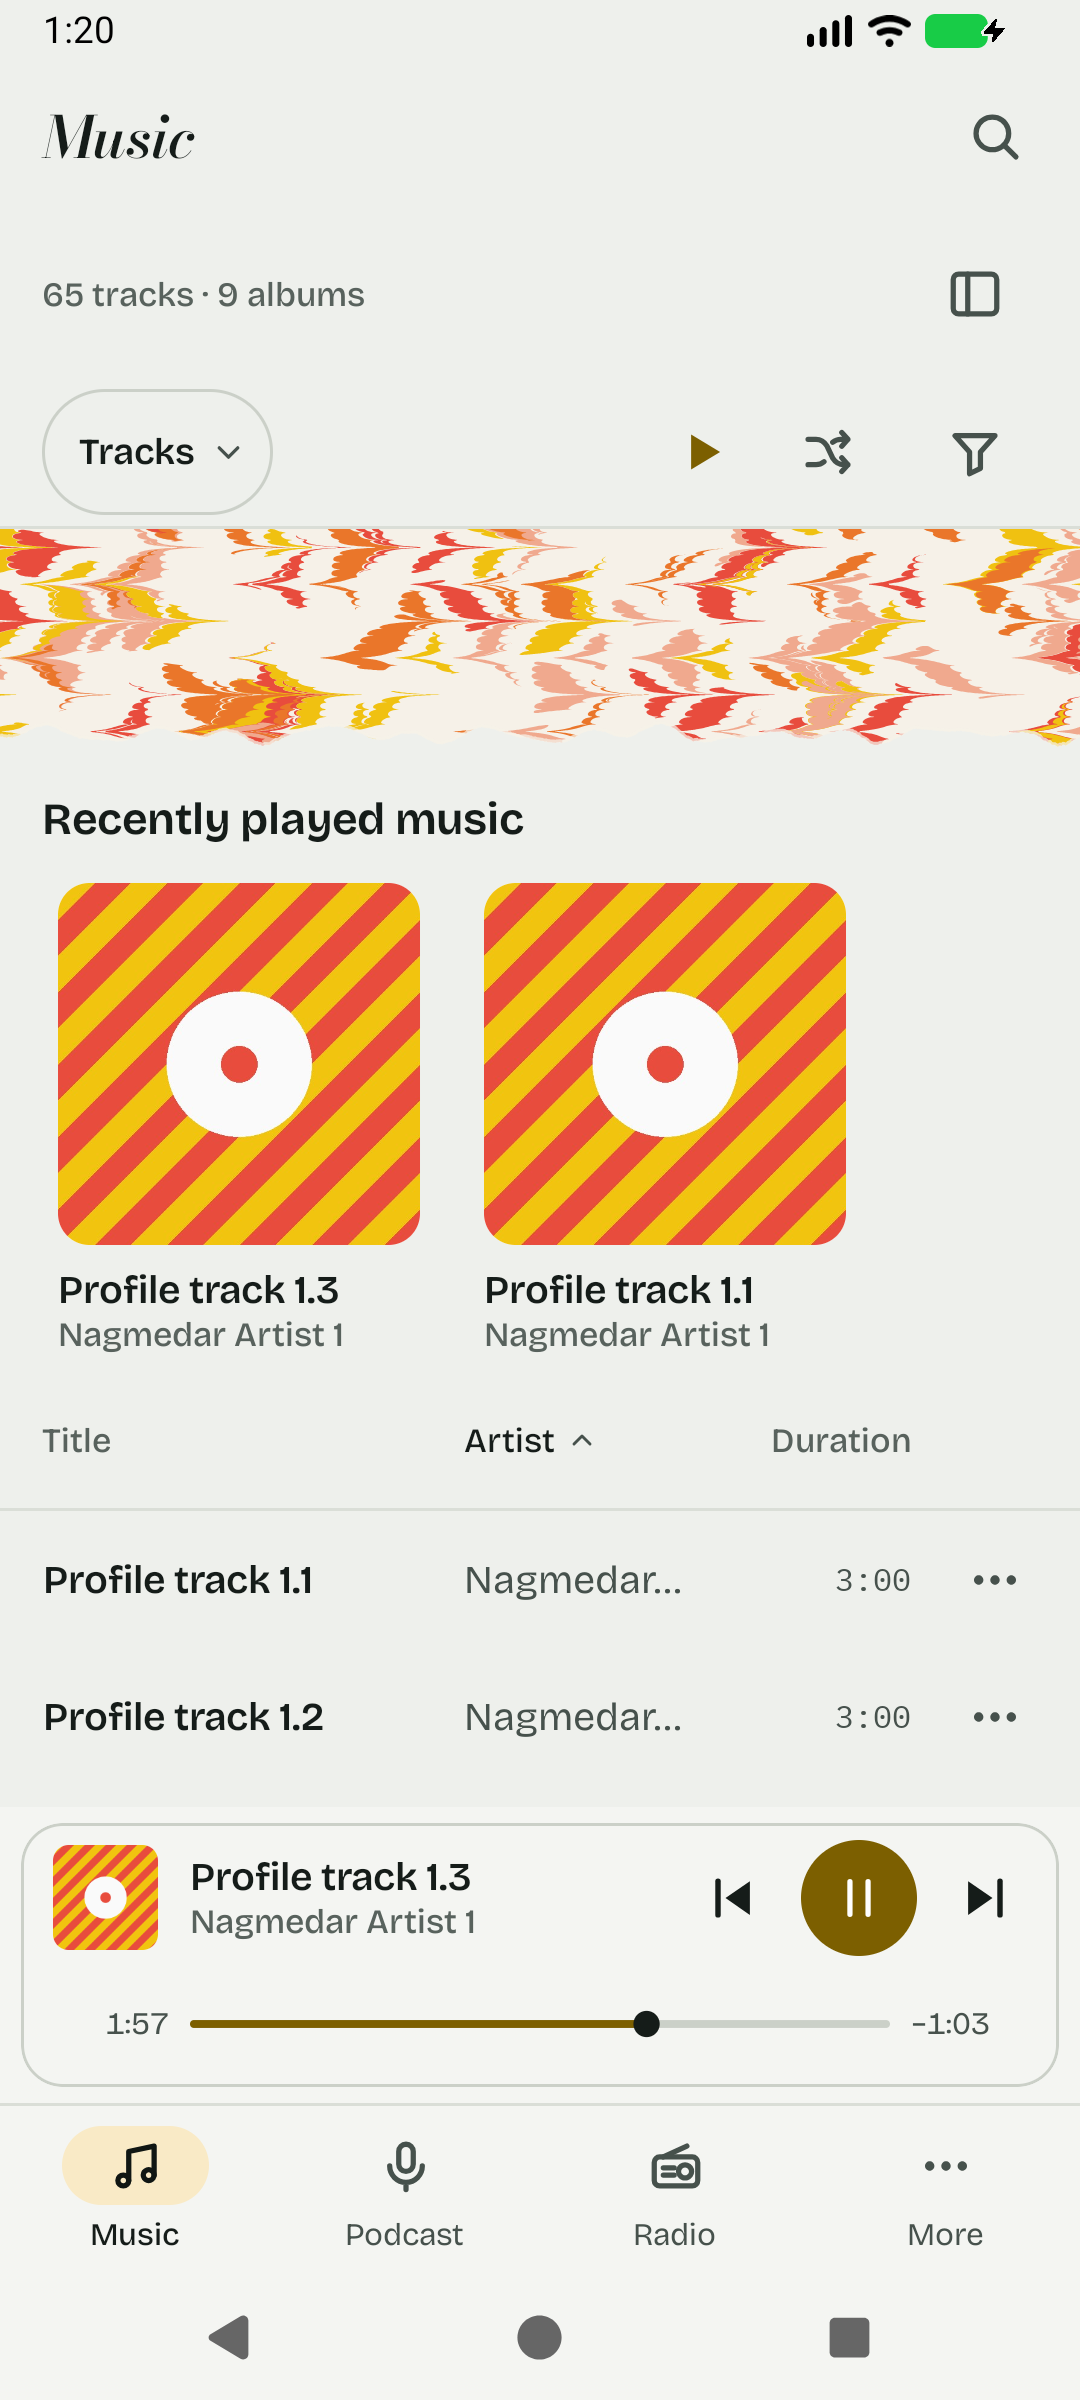 1:20
Music
65 tracks · 9 albums
Tracks
Recently played music
Profile track 1.3
Nagmedar Artist 1
Profile track 1.1
Nagmedar Artist 1
Title Artist Duration
Profile track 1.1 Nagmedar... 3:00
Profile track 1.2 Nagmedar... 3:00
Profile track 1.3
Nagmedar Artist 1
1:57 -1:03
Music Podcast Radio More